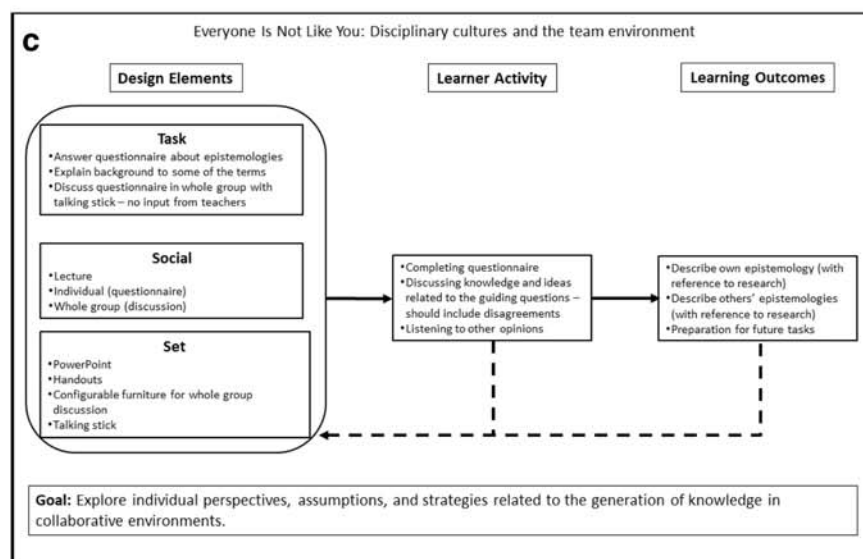 C
Everyone Is Not Like You: Disciplinary cultures and the team environment
Design Elements
Learner Activity
Learning Outcomes
Task
•Answer questionnaire about epistemologies
•Explain background to some of the terms
•Discuss questionnaire in whole group with
talking stick – no input from teachers
Social
•Lecture
•Individual (questionnaire)
•Whole group (discussion)
Set
•PowerPoint
•Handouts
•Configurable furniture for whole group
discussion
•Talking stick
•Completing questionnaire
•Discussing knowledge and ideas
related to the guiding questions –
should include disagreements
•Listening to other opinions
•Describe own epistemology (with
reference to research)
•Describe others’ epistemologies
(with reference to research)
•Preparation for future tasks
Goal: Explore individual perspectives, assumptions, and strategies related to the generation of knowledge in
collaborative environments.